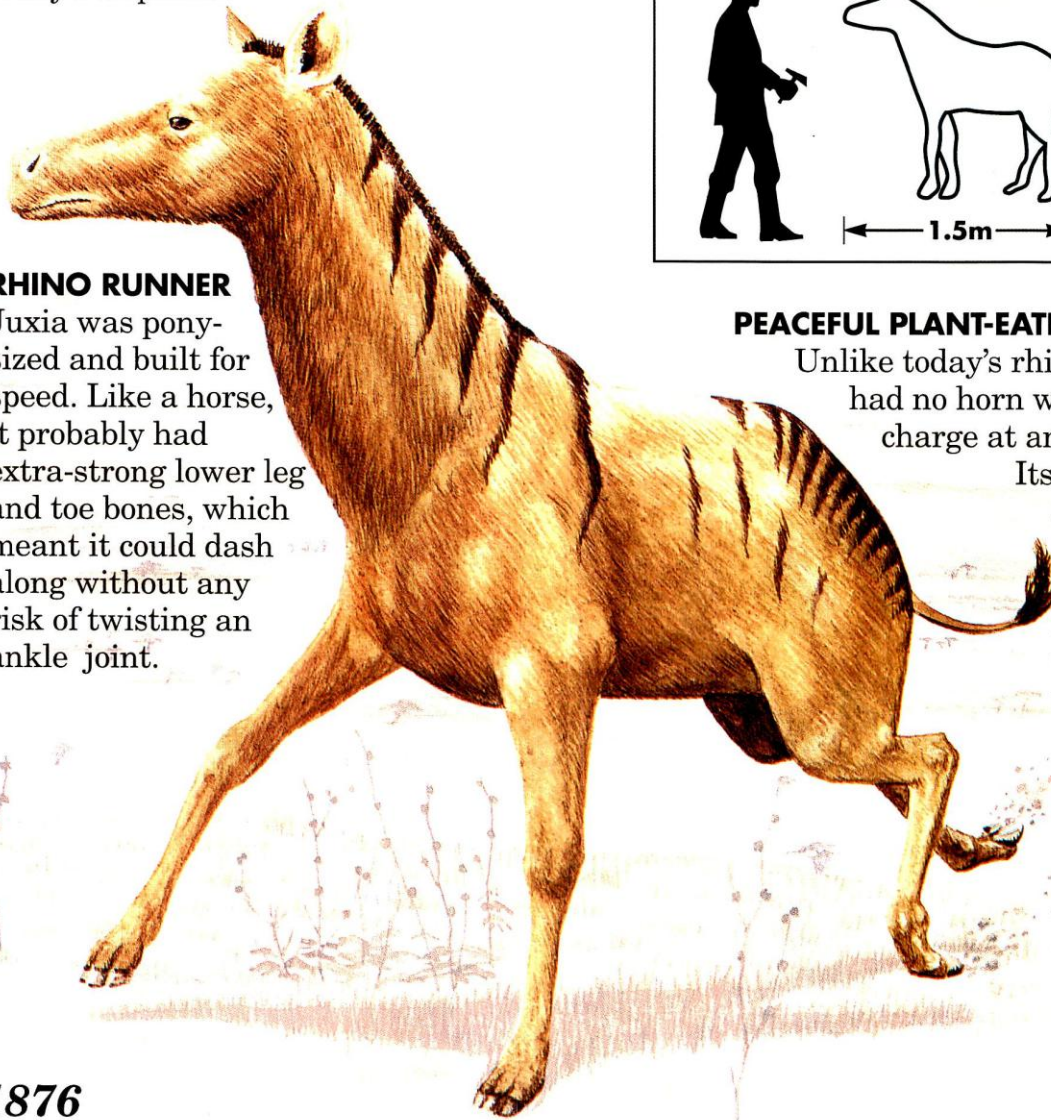 1.5m
RHINO RUNNER
Juxia was pony-
sized and built for
speed. Like a horse,
it probably had
extra-strong lower leg
and toe bones, which
meant it could dash
along without any
risk of twisting an
ankle joint.
PEACEFUL PLANT-EAT
Unlike today's rhi
had no horn w
charge at an
Its
1876